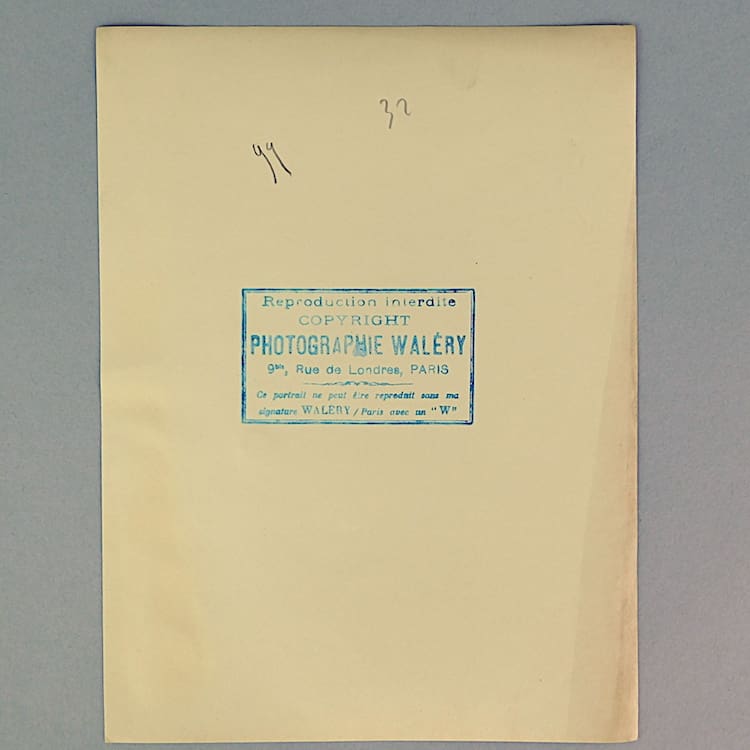 32
99
Reproduction interdite
COPYRIGHT
PHOTOGRAPHIE WALÉRY
9bis, Rue de Londres, PARIS
Ce portrait ne peut être reproduit sans ma
signature WALERY / Paris avec un "W"